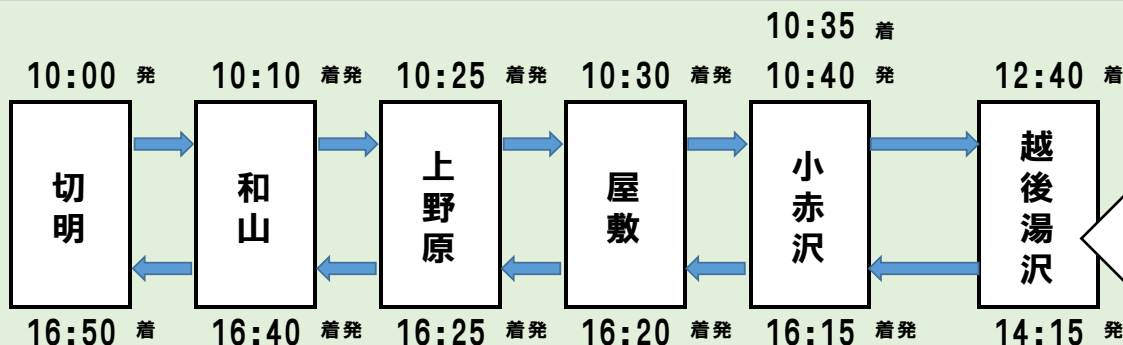 10:35 着
10:00 発 10:10 着発 10:25 着発 10:30 着発 10:40 発 12:40 着
切明
和山
上野原
屋敷
小赤沢
越後湯沢
16:50 着 16:40 着発 16:25 着発 16:20 着発 16:15 着発 14:15 発